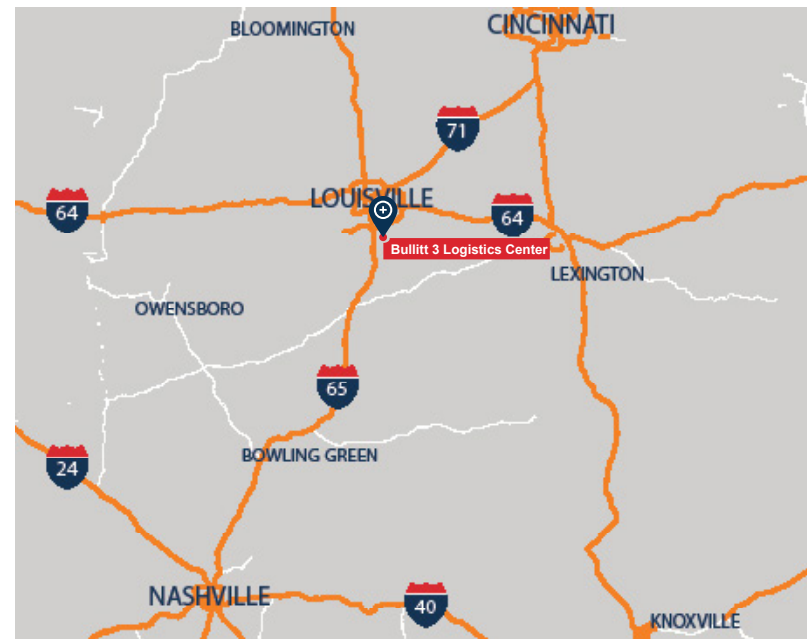 BLOOMINGTON
CINCINNATI
71
64
LOUISVILLE
64
Bullitt 3 Logistics Center
LEXINGTON
OWENSBORO
65
BOWLING GREEN
24
NASHVILLE
40
KNOXVILLE